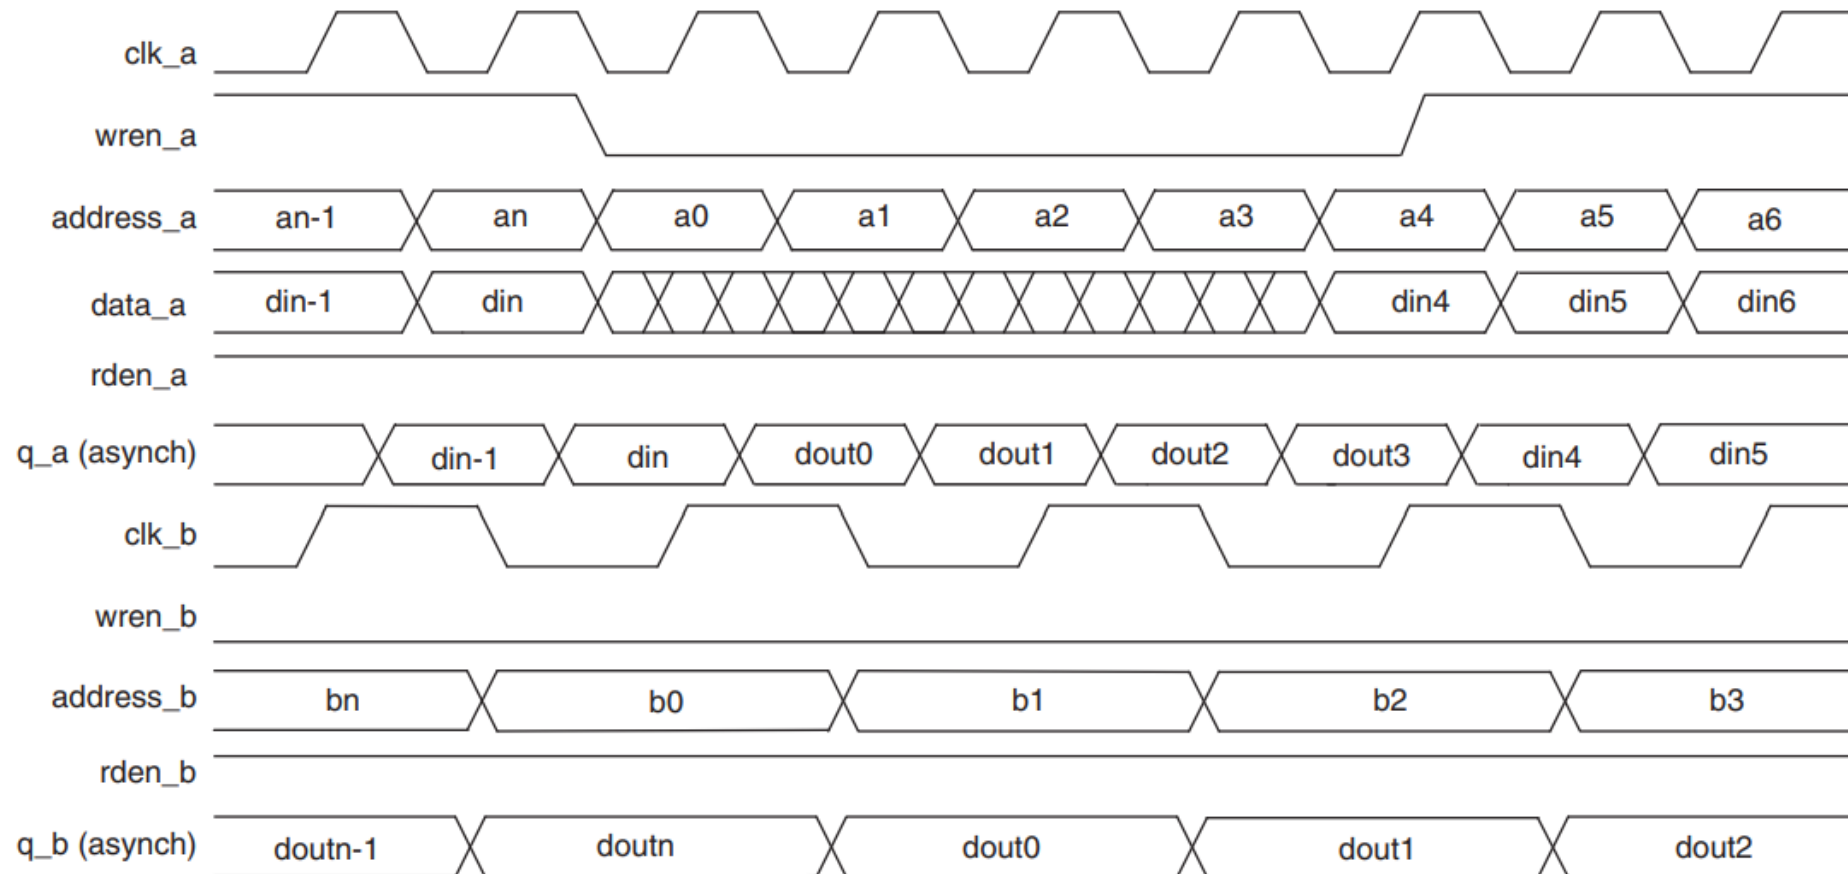 clk_a
wren_a
address_a an-1 an a0 a1 a2 a3 a4 a5 a6
data_a din-1 din din4 din5 din6
rden_a
q_a (asynch) din-1 din dout0 dout1 dout2 dout3 din4 din5
clk_b
wren_b
address_b bn b0 b1 b2 b3
rden_b
q_b (asynch) doutn-1 doutn dout0 dout1 dout2